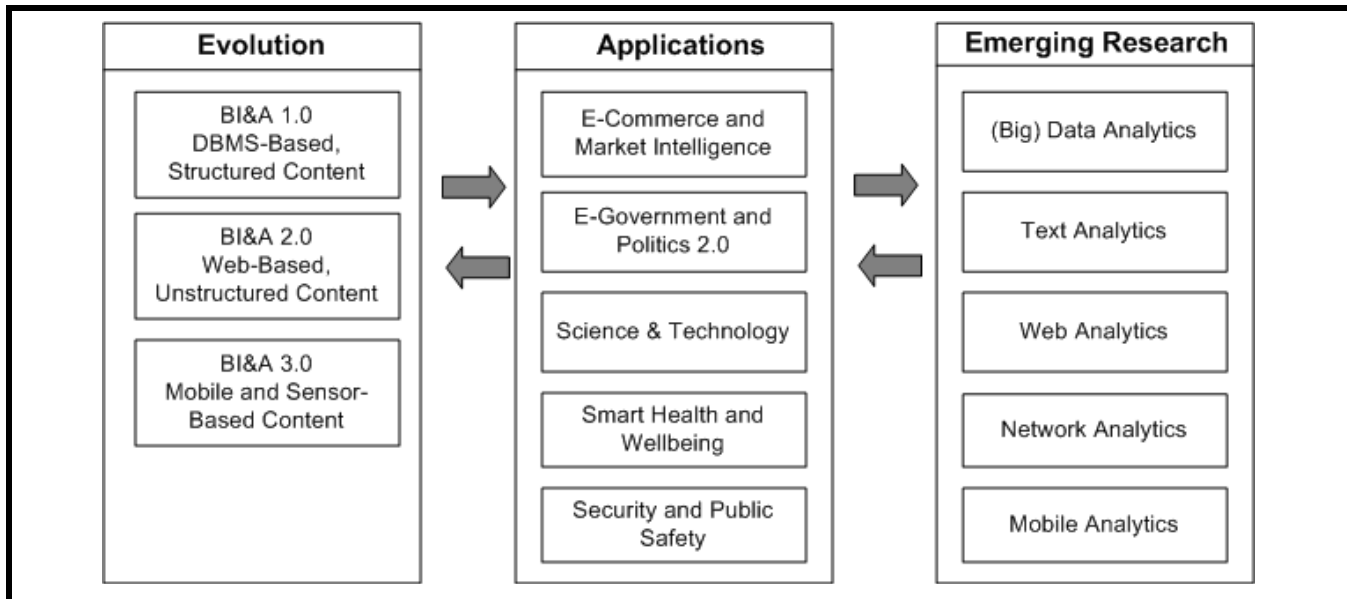 Evolution
BI&A 1.0
DBMS-Based,
Structured Content
BI&A 2.0
Web-Based,
Unstructured Content
BI&A 3.0
Mobile and Sensor-
Based Content
Applications
E-Commerce and
Market Intelligence
E-Government and
Politics 2.0
Science & Technology
Smart Health and
Wellbeing
Security and Public
Safety
Emerging Research
(Big) Data Analytics
Text Analytics
Web Analytics
Network Analytics
Mobile Analytics